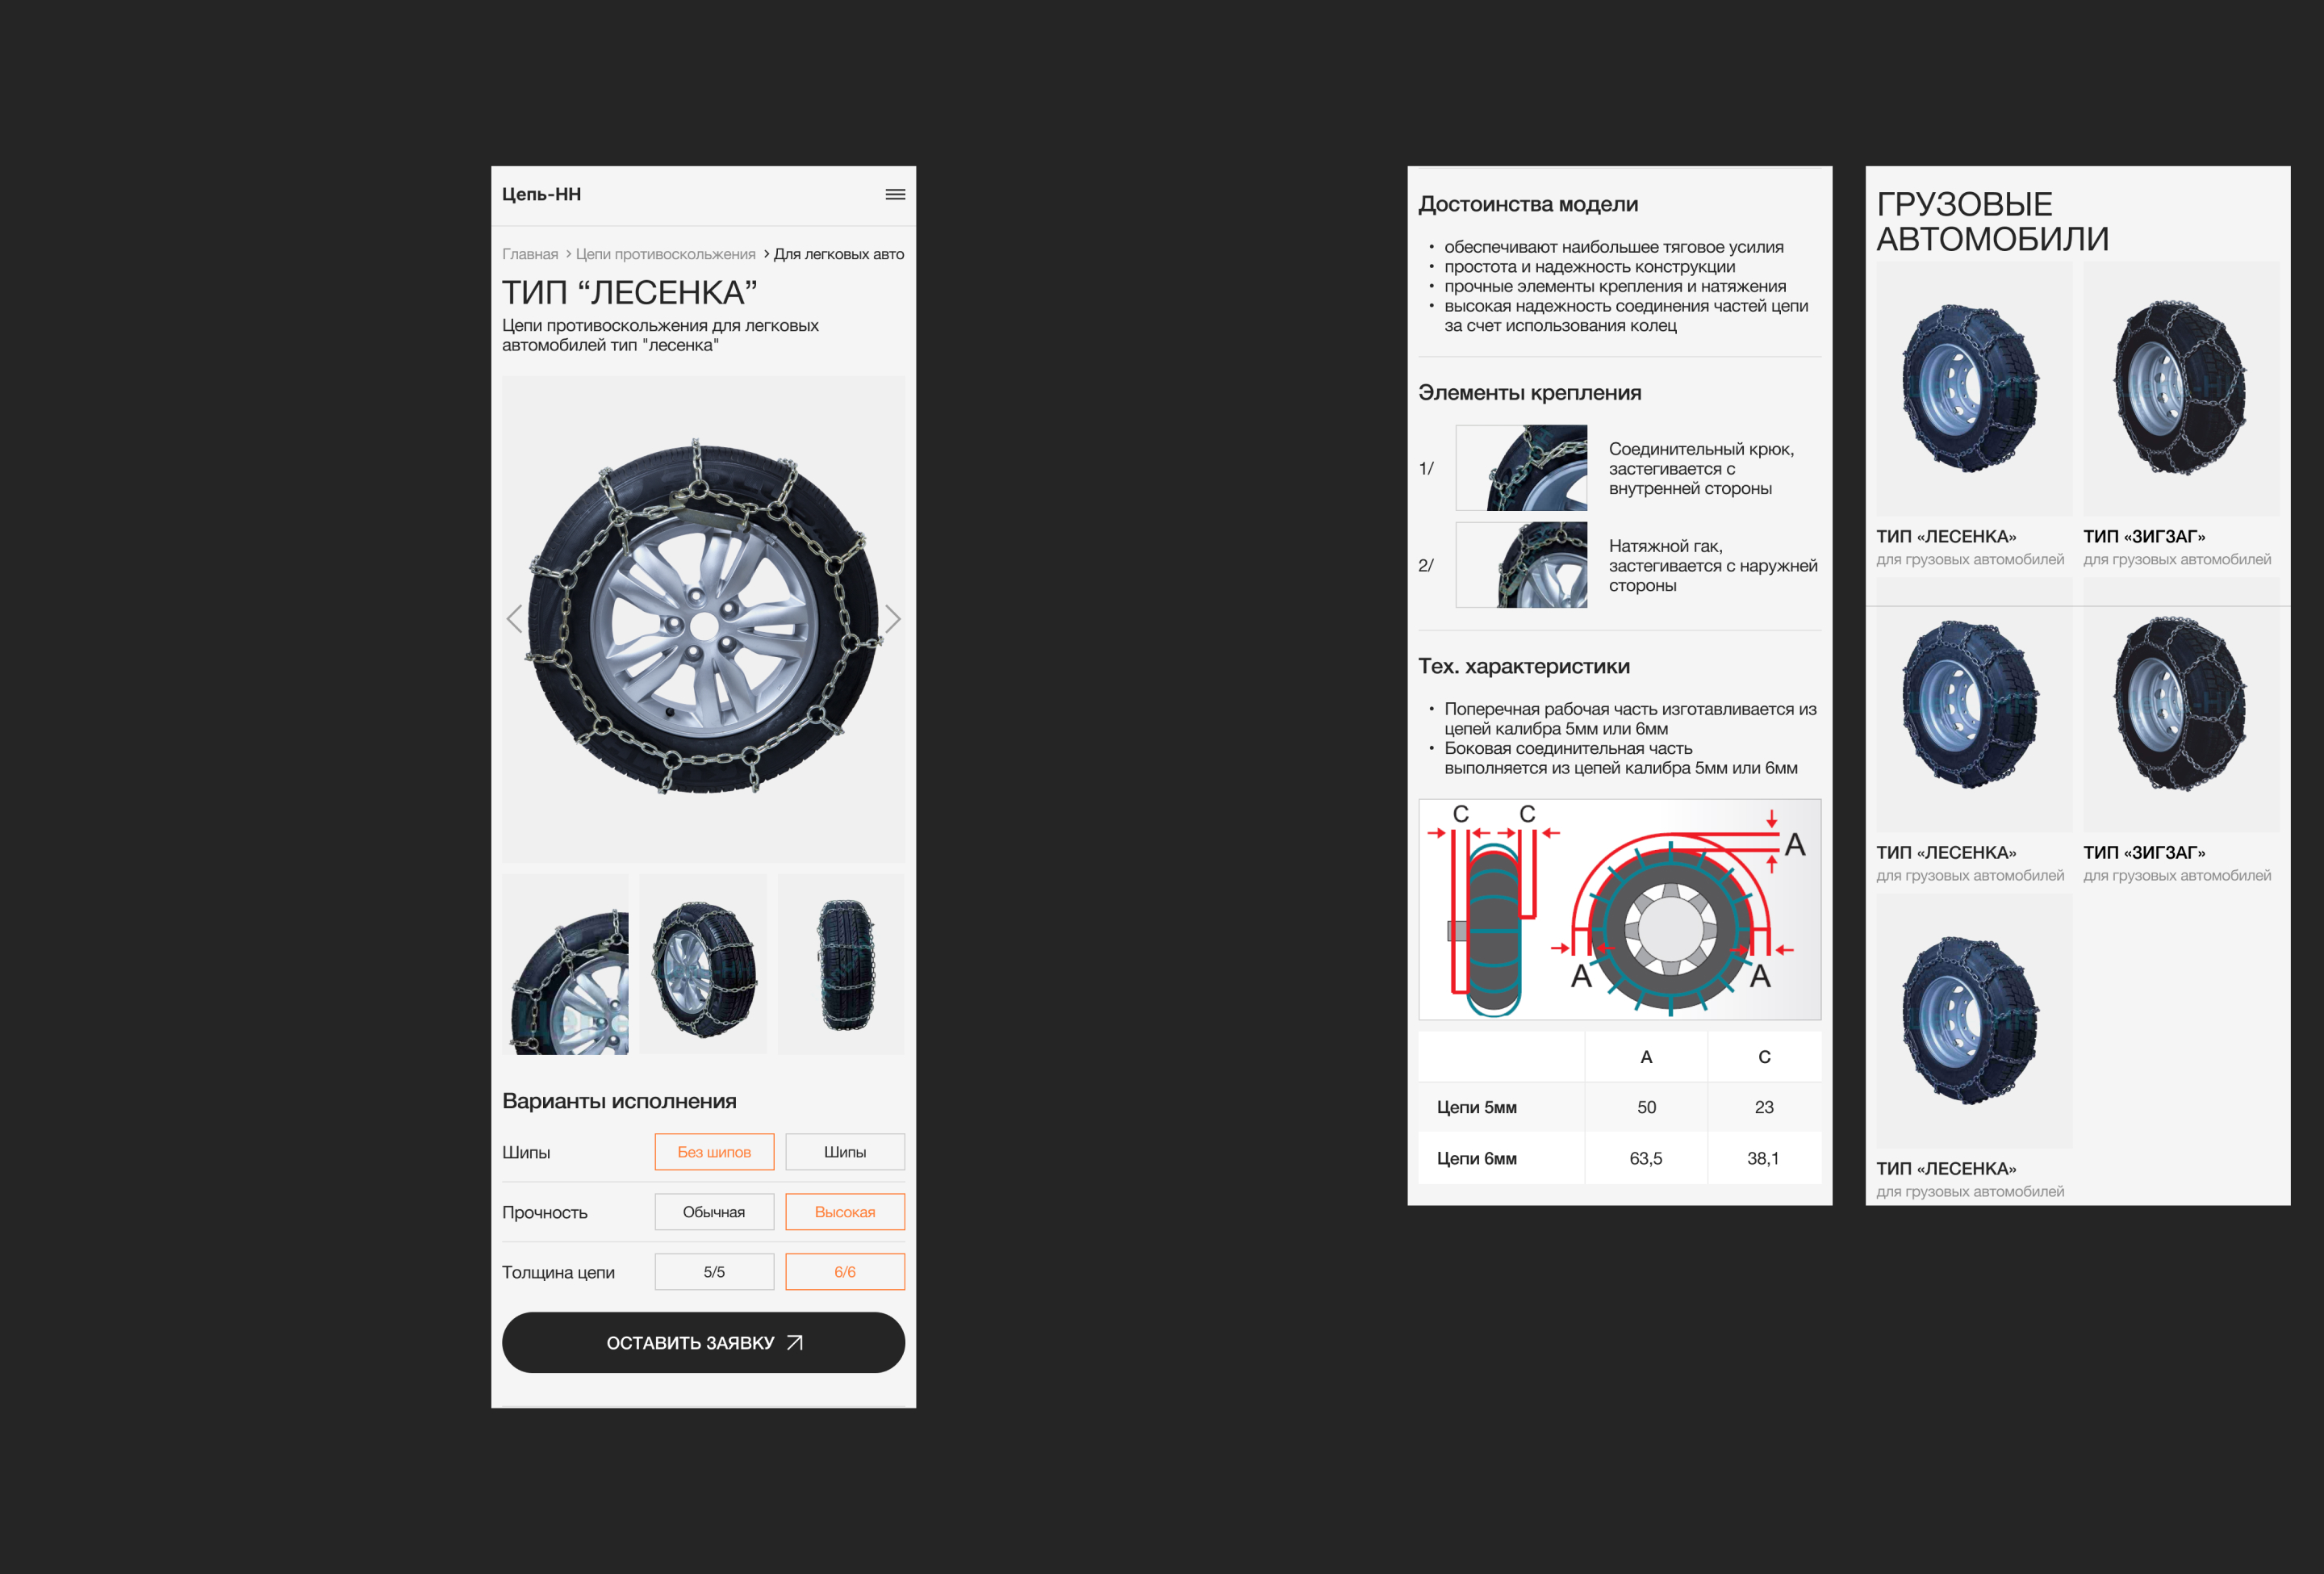 Цепь-НН
Главная > Цепи противоскольжения > Для легковых авто
ТИП “ЛЕСЕНКА”
Цепи противоскольжения для легковых
автомобилей тип "лесенка"
Варианты исполнения
Шипы
Без шипов
Шипы
Прочность
Обычная
Высокая
Толщина цепи
5/5
6/6
ОСТАВИТЬ ЗАЯВКУ
Достоинства модели
• обеспечивают наибольшее тяговое усилия
• простота и надежность конструкции
• прочные элементы крепления и натяжения
• высокая надежность соединения частей цепи
за счет использования колец
Элементы крепления
1/
Соединительный крюк,
застегивается с
внутренней стороны
2/
Натяжной гак,
застегивается с наружней
стороны
Тех. характеристики
• Поперечная рабочая часть изготавливается из
цепей калибра 5мм или 6мм
• Боковая соединительная часть
выполняется из цепей калибра 5мм или 6мм
C
C
A
A
A
A
C
Цепи 5мм
50
23
Цепи 6мм
63,5
38,1
ГРУЗОВЫЕ
АВТОМОБИЛИ
ТИП «ЛЕСЕНКА»
для грузовых автомобилей
ТИП «ЗИГЗАГ»
для грузовых автомобилей
ТИП «ЛЕСЕНКА»
для грузовых автомобилей
ТИП «ЗИГЗАГ»
для грузовых автомобилей
ТИП «ЛЕСЕНКА»
для грузовых автомобилей